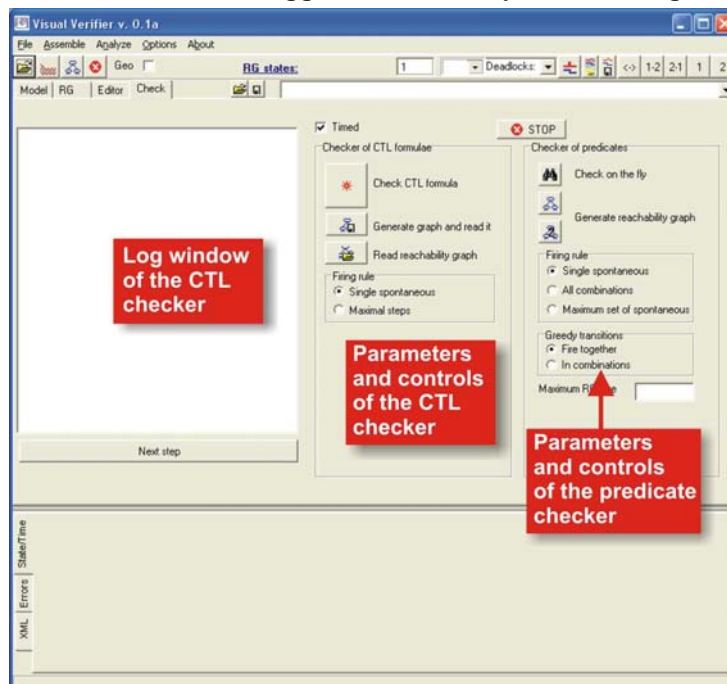 Visual Verifier v. 0.1a
File Assemble Analyze Options About
Geo RG states: 1 Deadlocks: <-> 1-2 2-1 1 2
Model RG Editor Check
Timed
STOP
Checker of CTL formulae
Check CTL formula
Generate graph and read it
Read reachability graph
Firing rule
Single spontaneous
Maximal steps
Checker of predicates
Check on the fly
Generate reachability graph
Firing rule
Single spontaneous
All combinations
Maximum set of spontaneous
Greedy transitions
Fire together
In combinations
Maximum
Log window
of the CTL
checker
Parameters
and controls
of the CTL
checker
Parameters
and controls
of the predicate
checker
Next step
State/Time
Errors
XML